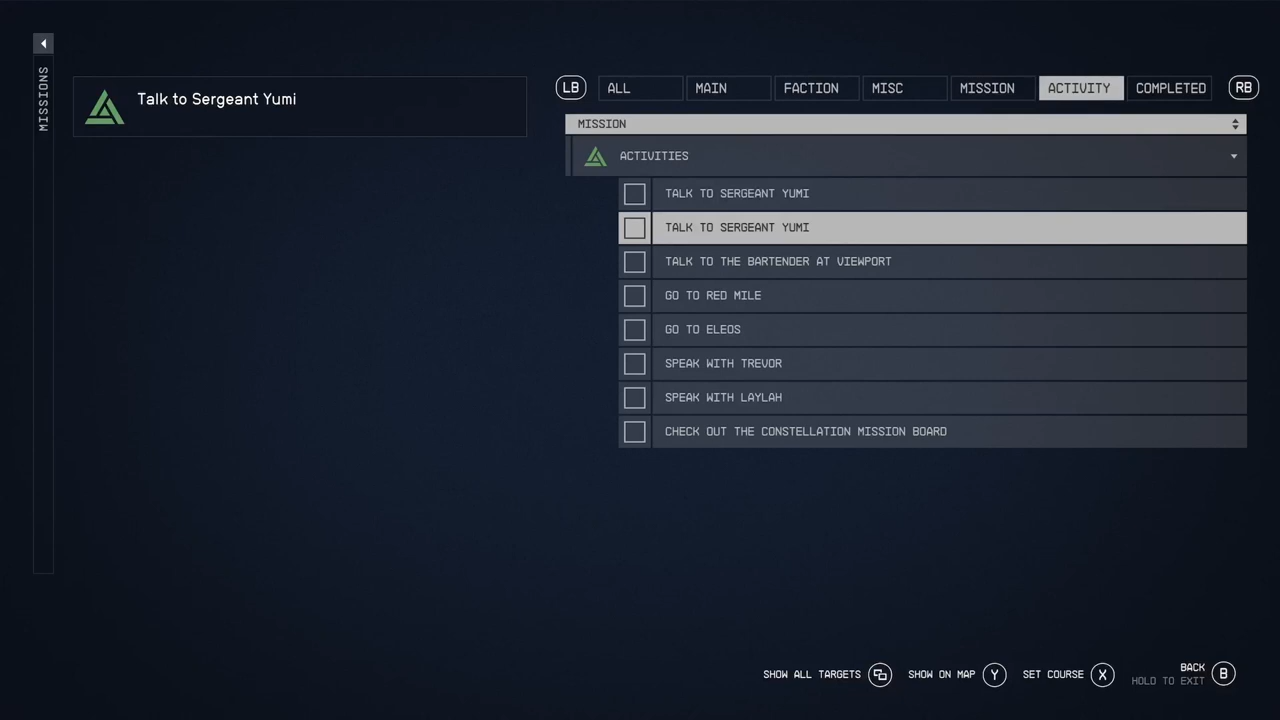 MISSIONS
Talk to Sergeant Yumi
LB ALL MAIN FACTION MISC MISSION ACTIVITY COMPLETED RB
MISSION
ACTIVITIES
TALK TO SERGEANT YUMI
TALK TO SERGEANT YUMI
TALK TO THE BARTENDER AT VIEWPORT
GO TO RED MILE
GO TO ELEOS
SPEAK WITH TREVOR
SPEAK WITH LAYLAH
CHECK OUT THE CONSTELLATION MISSION BOARD
SHOW ALL TARGETS SHOW ON MAP Y SET COURSE X BACK B
HOLD TO EXIT